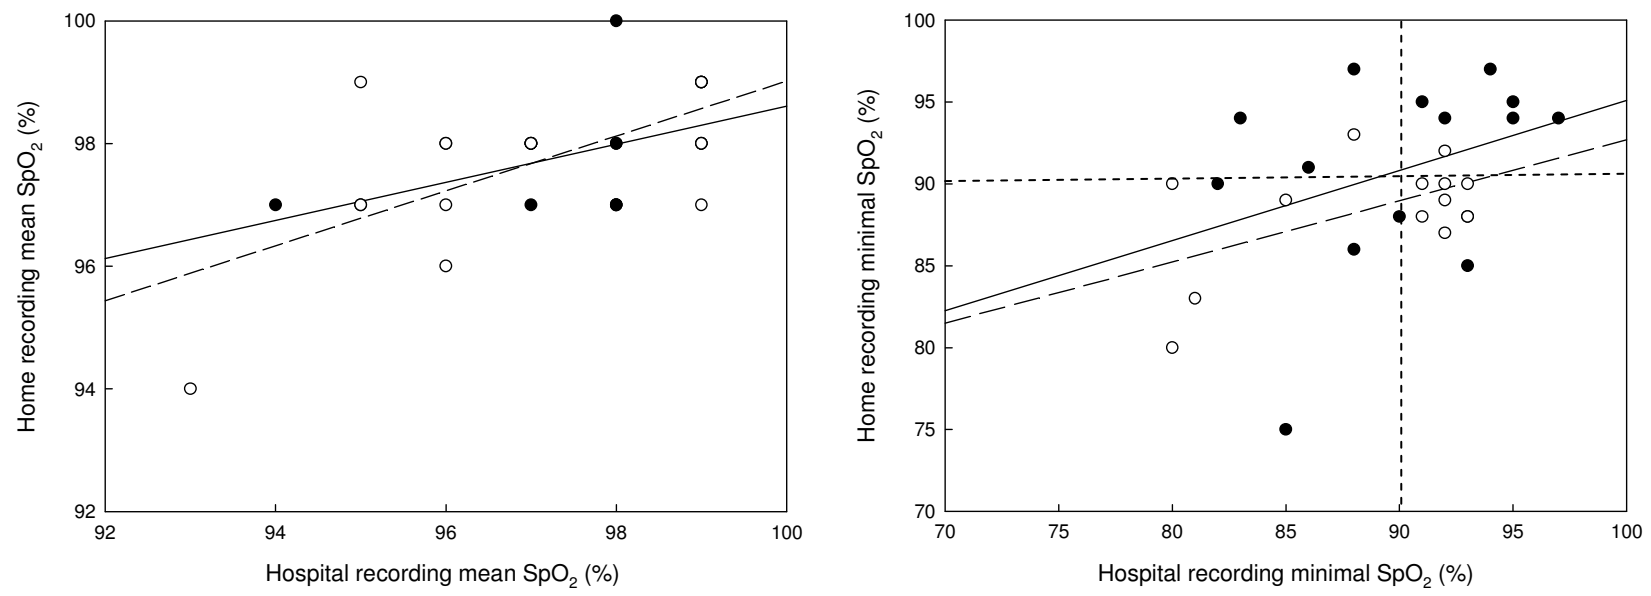 Home recording mean SpO₂ (%)
100
98
96
94
92
92 94 96 98 100
Hospital recording mean SpO₂ (%)
Home recording minimal SpO₂ (%)
100
95
90
85
80
75
70
70 75 80 85 90 95 100
Hospital recording minimal SpO₂ (%)